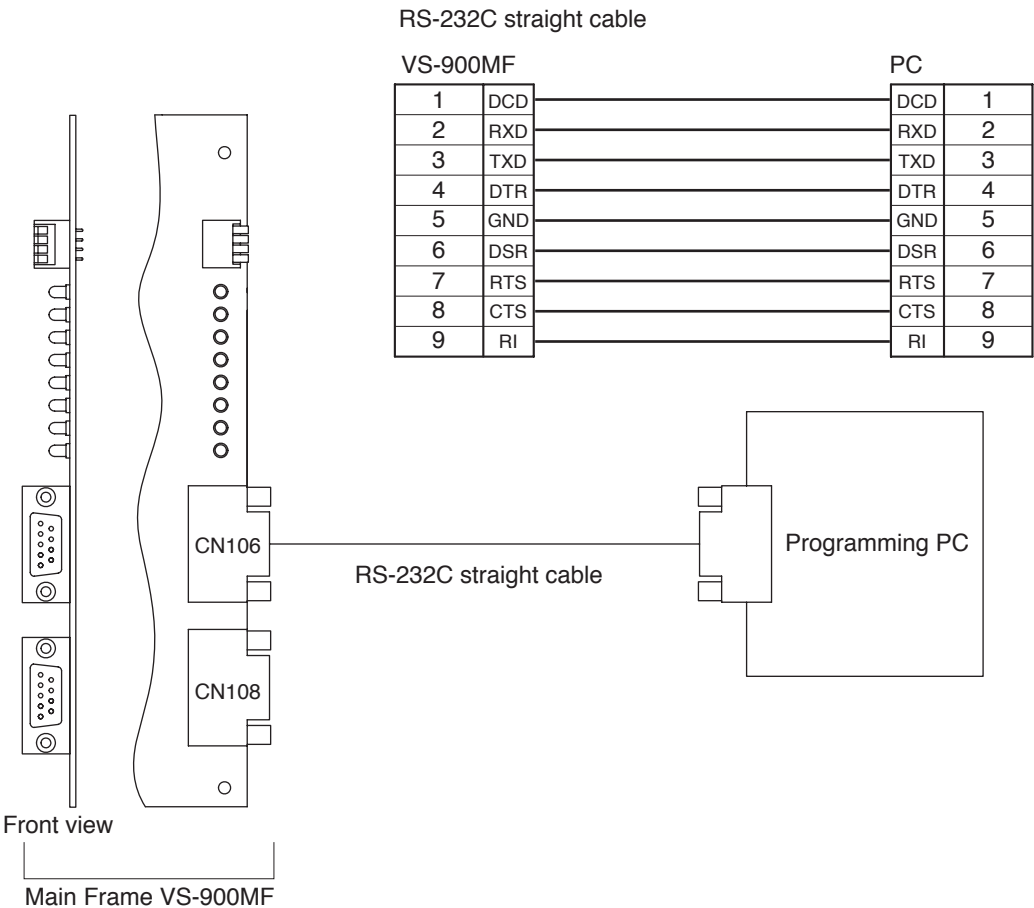 RS-232C straight cable
VS-900MF PC
1 DCD DCD 1
2 RXD RXD 2
3 TXD TXD 3
4 DTR DTR 4
5 GND GND 5
6 DSR DSR 6
7 RTS RTS 7
8 CTS CTS 8
9 RI RI 9
CN106
RS-232C straight cable
Programming PC
CN108
Front view
Main Frame VS-900MF